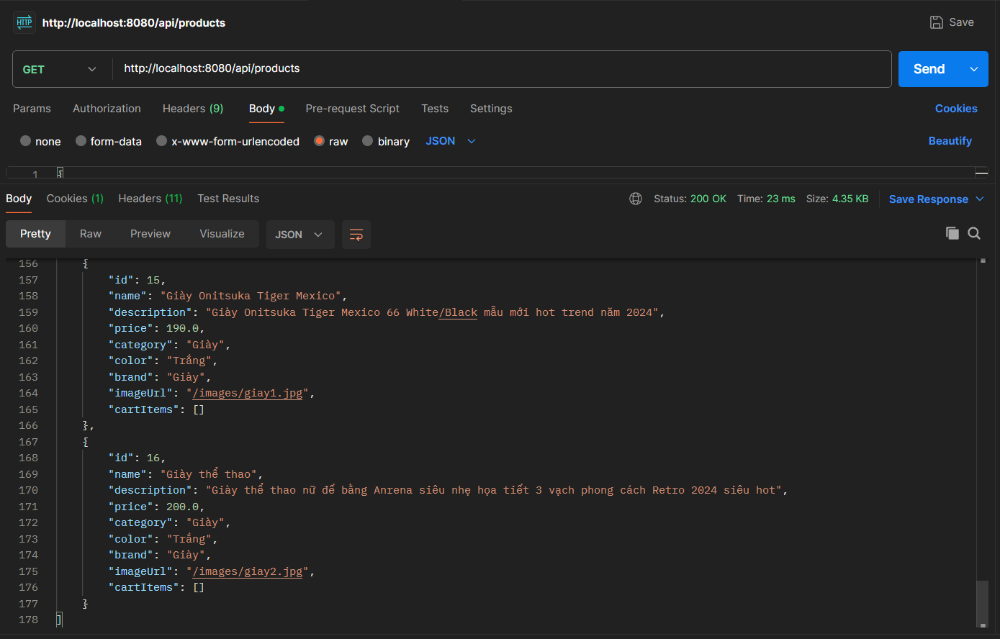 HTTP http://localhost:8080/api/products Save
GET http://localhost:8080/api/products Send
Params Authorization Headers (9) Body Pre-request Script Tests Settings Cookies
none form-data x-www-form-urlencoded raw binary JSON Beautify
1 {
Body Cookies (1) Headers (11) Test Results Status: 200 OK Time: 23 ms Size: 4.35 KB Save Response
Pretty Raw Preview Visualize JSON
156 {
157 "id": 15,
158 "name": "Giày Onitsuka Tiger Mexico",
159 "description": "Giày Onitsuka Tiger Mexico 66 White/Black mẫu mới hot trend năm 2024",
160 "price": 190.0,
161 "category": "Giày",
162 "color": "Trắng",
163 "brand": "Giày",
164 "imageUrl": "/images/giay1.jpg",
165 "cartItems": []
166 },
167 {
168 "id": 16,
169 "name": "Giày thể thao",
170 "description": "Giày thể thao nữ đế bằng Anrena siêu nhẹ họa tiết 3 vạch phong cách Retro 2024 siêu hot",
171 "price": 200.0,
172 "category": "Giày",
173 "color": "Trắng",
174 "brand": "Giày",
175 "imageUrl": "/images/giay2.jpg",
176 "cartItems": []
177 }
178 ]